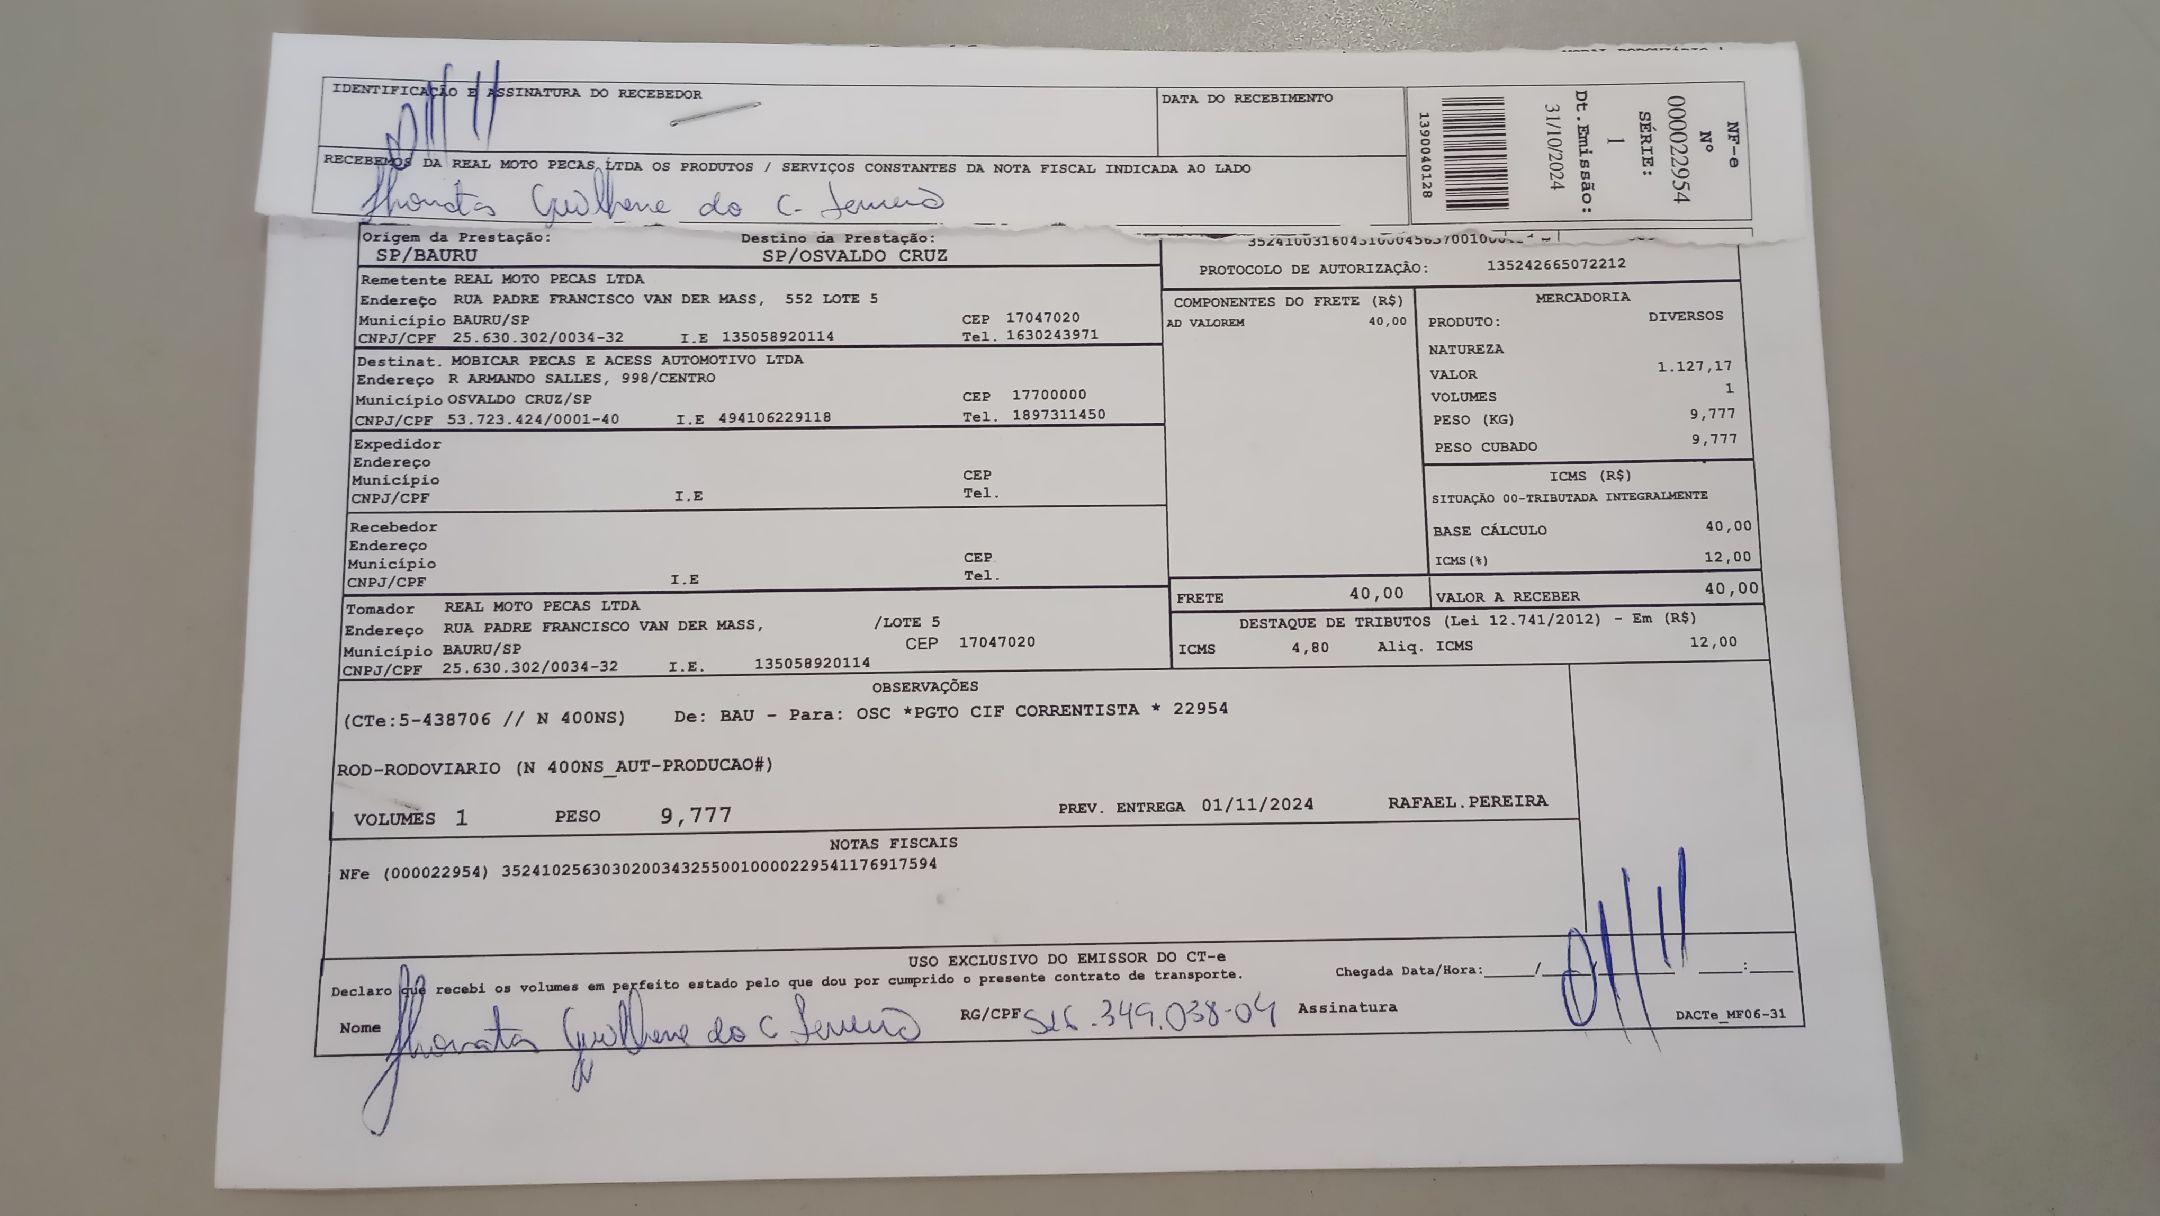 IDENTIFICAÇÃO E ASSINATURA DO RECEBEDOR
DATA DO RECEBIMENTO
RECEBEMOS DA REAL MOTO PECAS LTDA OS PRODUTOS / SERVIÇOS CONSTANTES DA NOTA FISCAL INDICADA AO LADO
Guilherme do C.
1390040128
Dt.Emissão:
31/10/2024
NF-e
Nº
0000022954
SÉRIE:
1
Origem da Prestação:
SP/BAURU
Destino da Prestação:
SP/OSVALDO CRUZ
Remetente REAL MOTO PECAS LTDA
Endereço RUA PADRE FRANCISCO VAN DER MASS, 552 LOTE 5
Município BAURU/SP CEP 17047020
CNPJ/CPF 25.630.302/0034-32 I.E 135058920114 Tel. 1630243971
Destinat. MOBICAR PECAS E ACESS AUTOMOTIVO LTDA
Endereço R ARMANDO SALLES, 998/CENTRO
Município OSVALDO CRUZ/SP CEP 17700000
CNPJ/CPF 53.723.424/0001-40 I.E 494106229118 Tel. 1897311450
Expedidor
Endereço
Município CEP
CNPJ/CPF I.E Tel.
Recebedor
Endereço
Município CEP
CNPJ/CPF I.E Tel.
Tomador REAL MOTO PECAS LTDA
Endereço RUA PADRE FRANCISCO VAN DER MASS, /LOTE 5
Município BAURU/SP CEP 17047020
CNPJ/CPF 25.630.302/0034-32 I.E. 135058920114
PROTOCOLO DE AUTORIZAÇÃO: 135242665072212
COMPONENTES DO FRETE (R$)
AD VALOREM 40,00
MERCADORIA
PRODUTO: DIVERSOS
NATUREZA
VALOR 1.127,17
VOLUMES 1
PESO (KG) 9,777
PESO CUBADO 9,777
ICMS (R$)
SITUAÇÃO 00-TRIBUTADA INTEGRALMENTE
BASE CÁLCULO 40,00
ICMS(%) 12,00
FRETE 40,00 VALOR A RECEBER 40,00
DESTAQUE DE TRIBUTOS (Lei 12.741/2012) - Em (R$)
ICMS 4,80 Aliq. ICMS 12,00
OBSERVAÇÕES
(CTe:5-438706 // N 400NS) De: BAU - Para: OSC *PGTO CIF CORRENTISTA * 22954
ROD-RODOVIARIO (N 400NS_AUT-PRODUCAO#)
VOLUMES 1 PESO 9,777 PREV. ENTREGA 01/11/2024 RAFAEL.PEREIRA
NOTAS FISCAIS
NFe (000022954) 35241025630302003432550010000229541176917594
USO EXCLUSIVO DO EMISSOR DO CT-e
Declaro que recebi os volumes em perfeito estado pelo que dou por cumprido o presente contrato de transporte.
Chegada Data/Hora:_____/_____/_____ ____:____
Nome Guilherme do C RG/CPF 516.349.038-04 Assinatura
DACTe_MF06-31